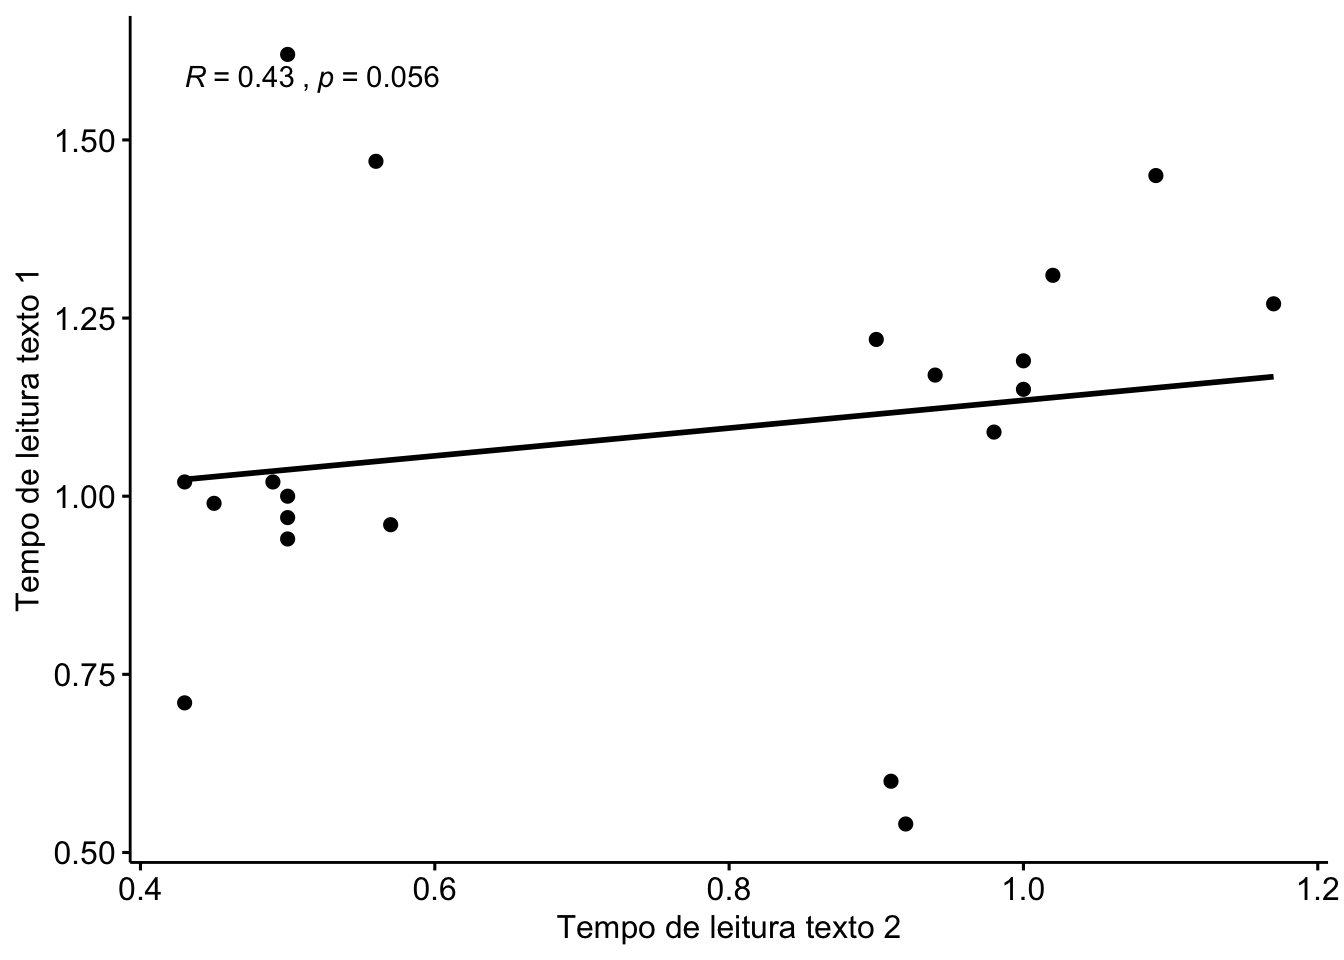 R = 0.43 , p = 0.056
1.50
1.25
1.00
0.75
0.50
Tempo de leitura texto 1
0.4 0.6 0.8 1.0 1.2
Tempo de leitura texto 2